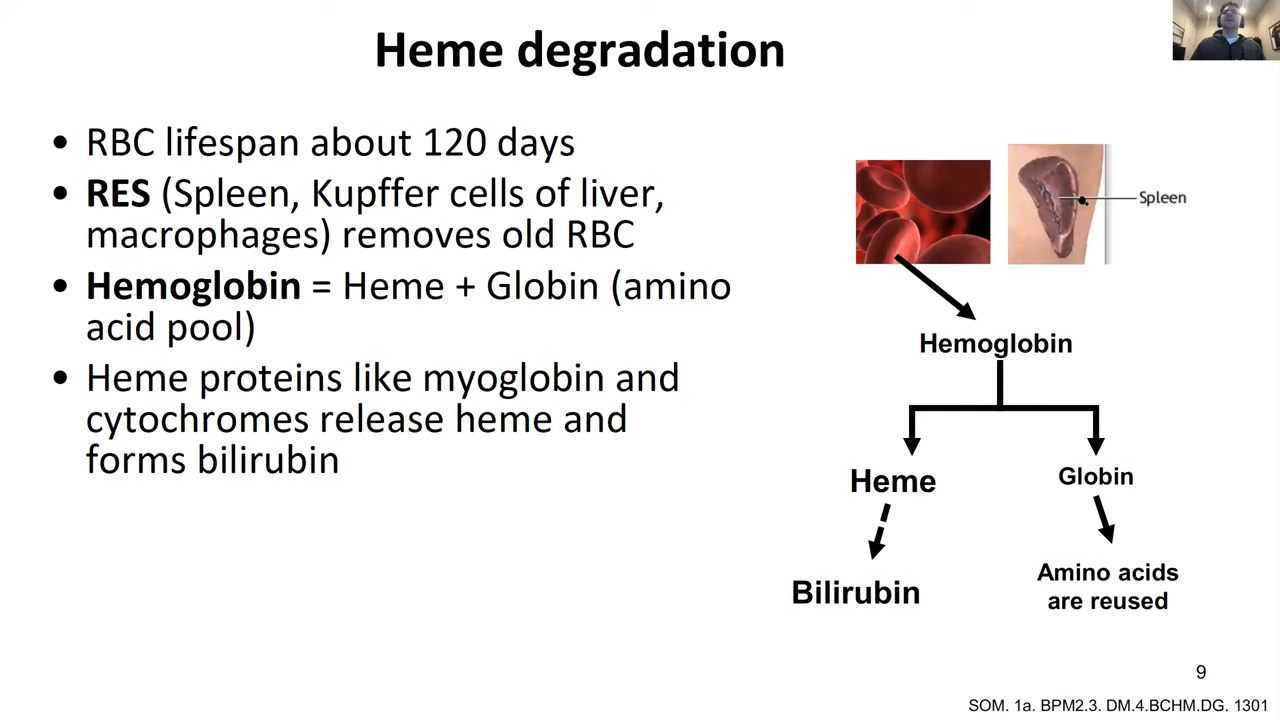 Heme degradation
• RBC lifespan about 120 days
• RES (Spleen, Kupffer cells of liver,
macrophages) removes old RBC
• Hemoglobin = Heme + Globin (amino
acid pool)
• Heme proteins like myoglobin and
cytochromes release heme and
forms bilirubin
Spleen
Hemoglobin
Heme
Globin
Bilirubin
Amino acids
are reused
9
SOM. 1a. BPM2.3. DM.4.BCHM.DG. 1301